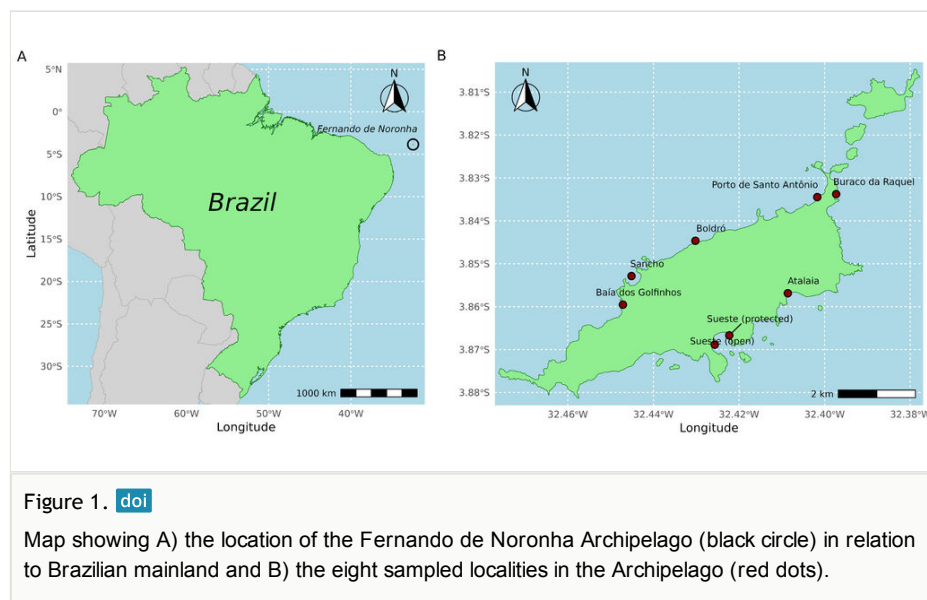 A
B
5°N
0°
5°S
10°S
15°S
20°S
25°S
30°S
Latitude
70°W
60°W
50°W
40°W
Longitude
N
Fernando de Noronha
Brazil
1000 km
3.81°S
3.82°S
3.83°S
3.84°S
3.85°S
3.86°S
3.87°S
3.88°S
32.46°W
32.44°W
32.42°W
32.40°W
32.38°W
Longitude
N
Porto de Santo Antônio
Buraco da Raquel
Boldró
Sancho
Baía dos Golfinhos
Atalaia
Sueste (protected)
Sueste (open)
2 km
Figure 1. doi
Map showing A) the location of the Fernando de Noronha Archipelago (black circle) in relation
to Brazilian mainland and B) the eight sampled localities in the Archipelago (red dots).